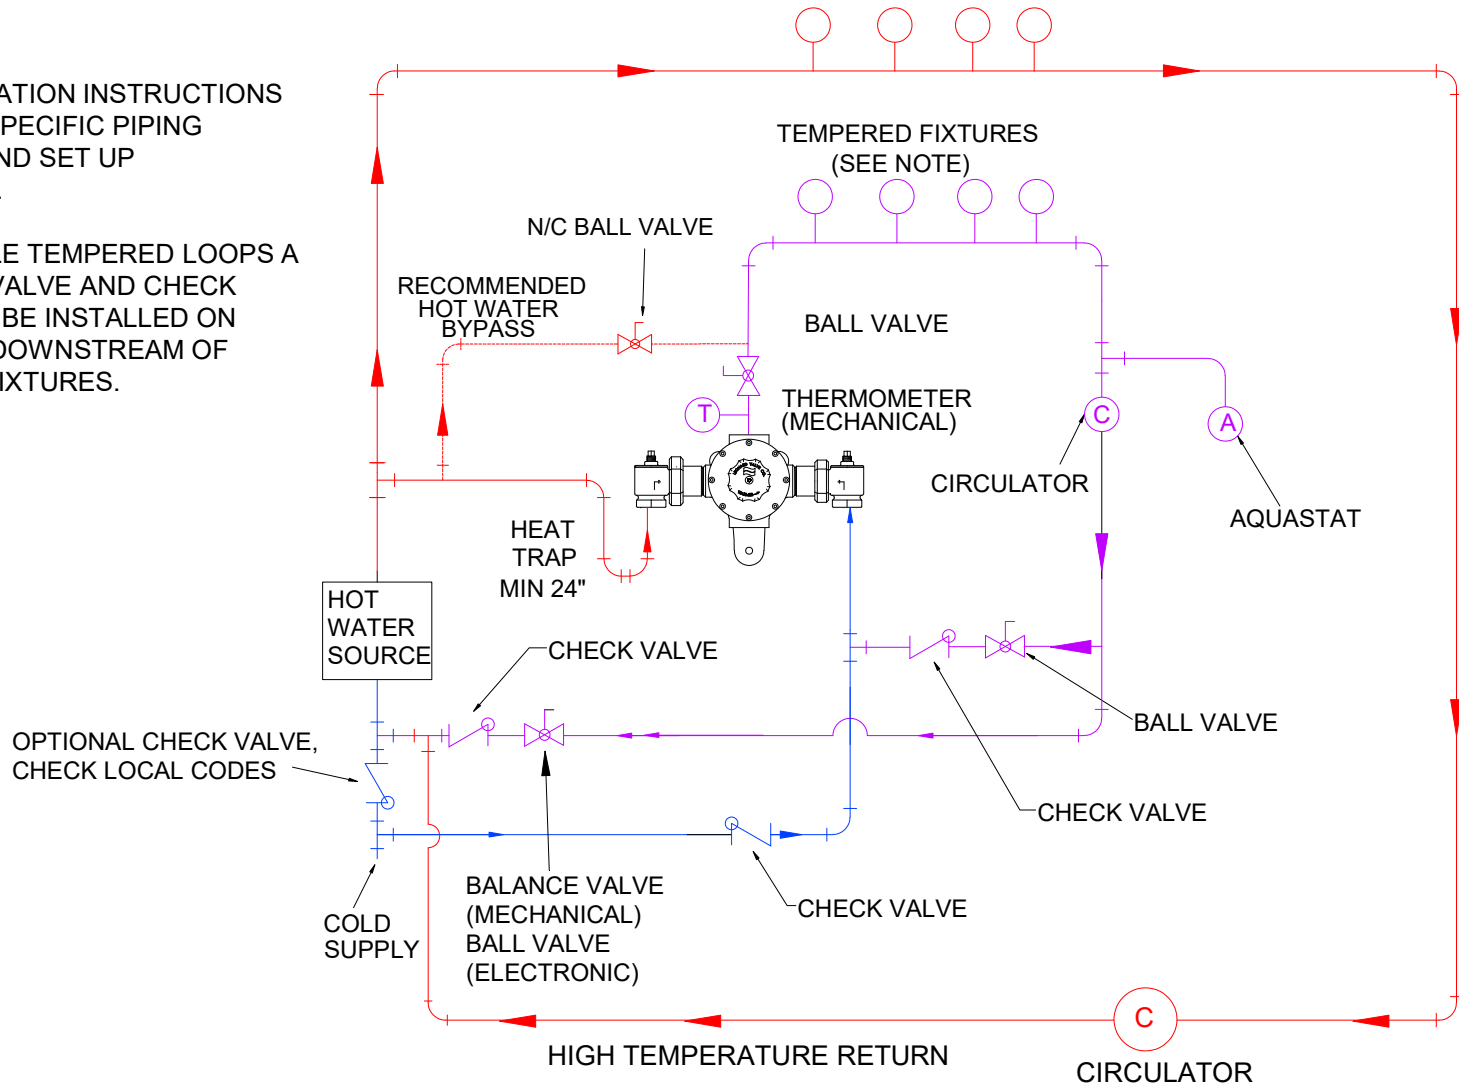 ATION INSTRUCTIONS
PECIFIC PIPING
ND SET UP
LE TEMPERED LOOPS A
VALVE AND CHECK
BE INSTALLED ON
DOWNSTREAM OF
IXTURES.
TEMPERED FIXTURES
(SEE NOTE)
N/C BALL VALVE
RECOMMENDED
HOT WATER
BYPASS
BALL VALVE
THERMOMETER
(MECHANICAL)
T
C
A
CIRCULATOR
AQUASTAT
HEAT
TRAP
MIN 24"
HOT
WATER
SOURCE
CHECK VALVE
BALL VALVE
OPTIONAL CHECK VALVE,
CHECK LOCAL CODES
CHECK VALVE
BALANCE VALVE
(MECHANICAL)
BALL VALVE
(ELECTRONIC)
CHECK VALVE
COLD
SUPPLY
C
HIGH TEMPERATURE RETURN
CIRCULATOR